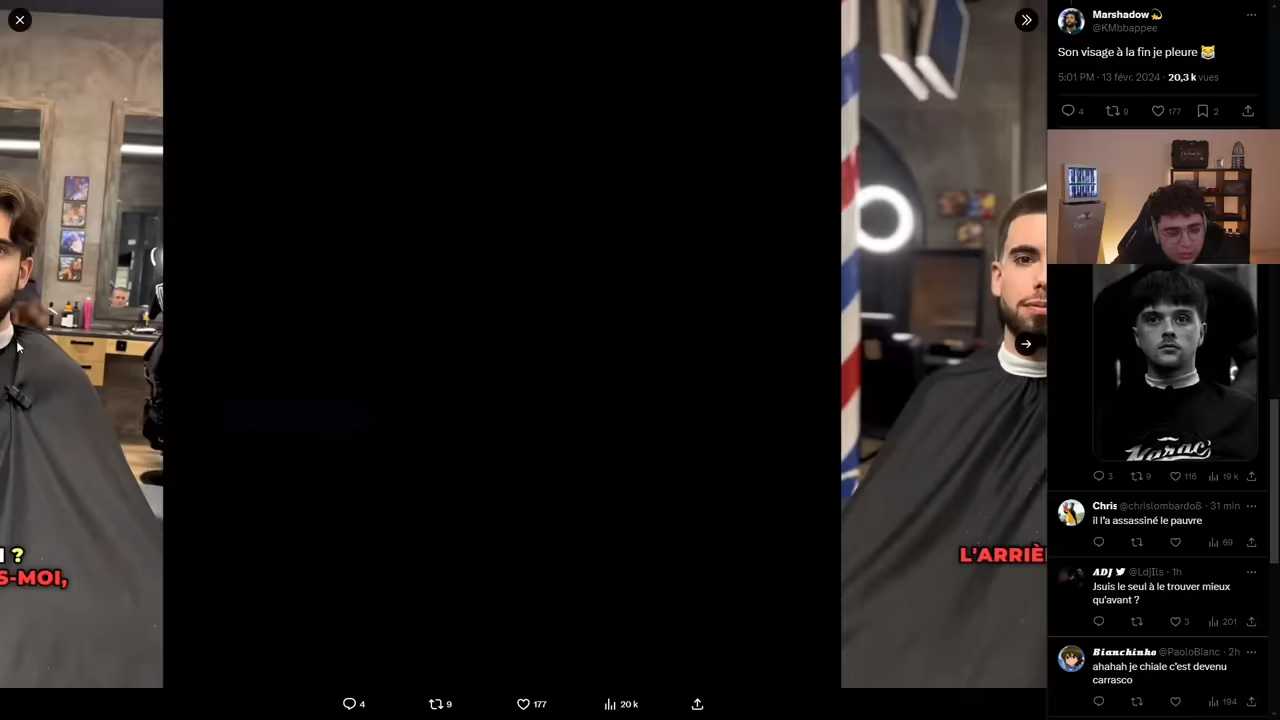 ? 
S-MOI,
L'ARRIÈ
4
9
177
20 k
Marshadow
@KMbbappee
Son visage à la fin je pleure 😹
5:01 PM · 13 févr. 2024 · 20,3 k vues
4 9 177 2
Karac
3 9 116 19 k
Chris @chrislombardo8 · 31 min
il l'a assassiné le pauvre
69
ADJ @LdjIls · 1h
Jsuis le seul à le trouver mieux
qu'avant ?
3 201
Bianchinho @PaoloBlanc · 2h
ahahah je chiale c'est devenu
carrasco
194